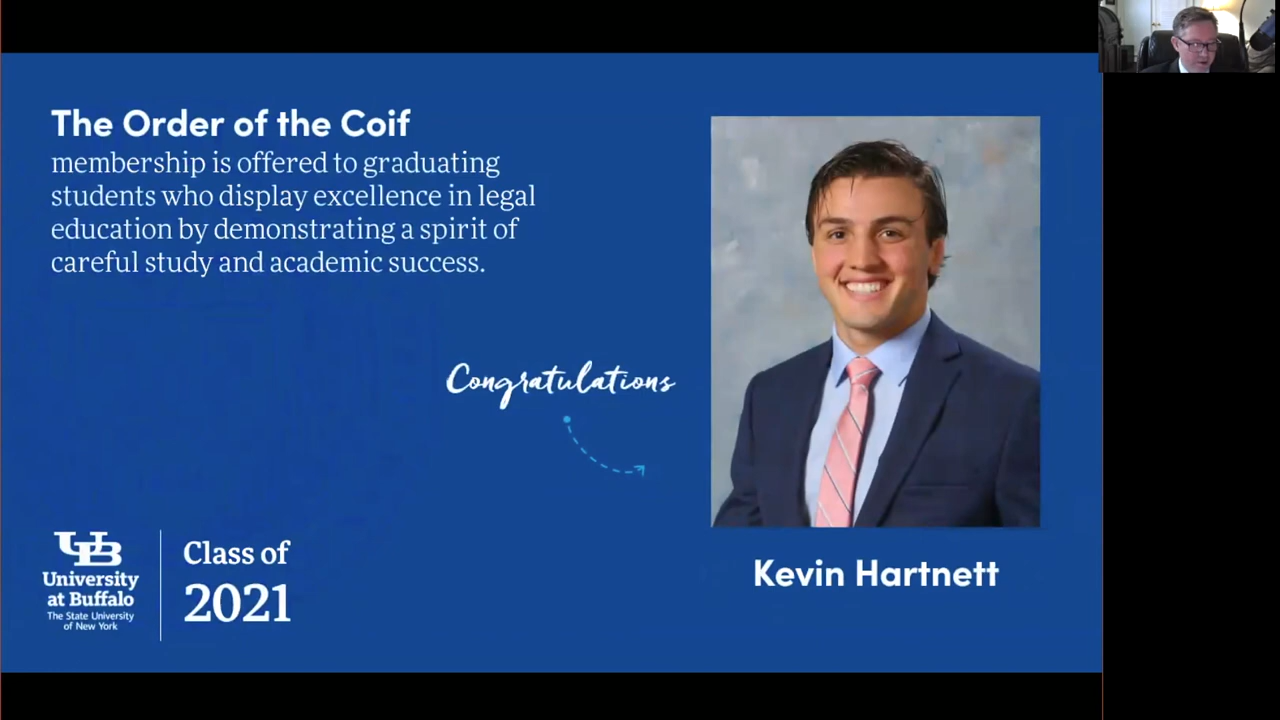 The Order of the Coif
membership is offered to graduating
students who display excellence in legal
education by demonstrating a spirit of
careful study and academic success.
Congratulations
Kevin Hartnett
UB
University
at Buffalo
The State University
of New York
Class of
2021